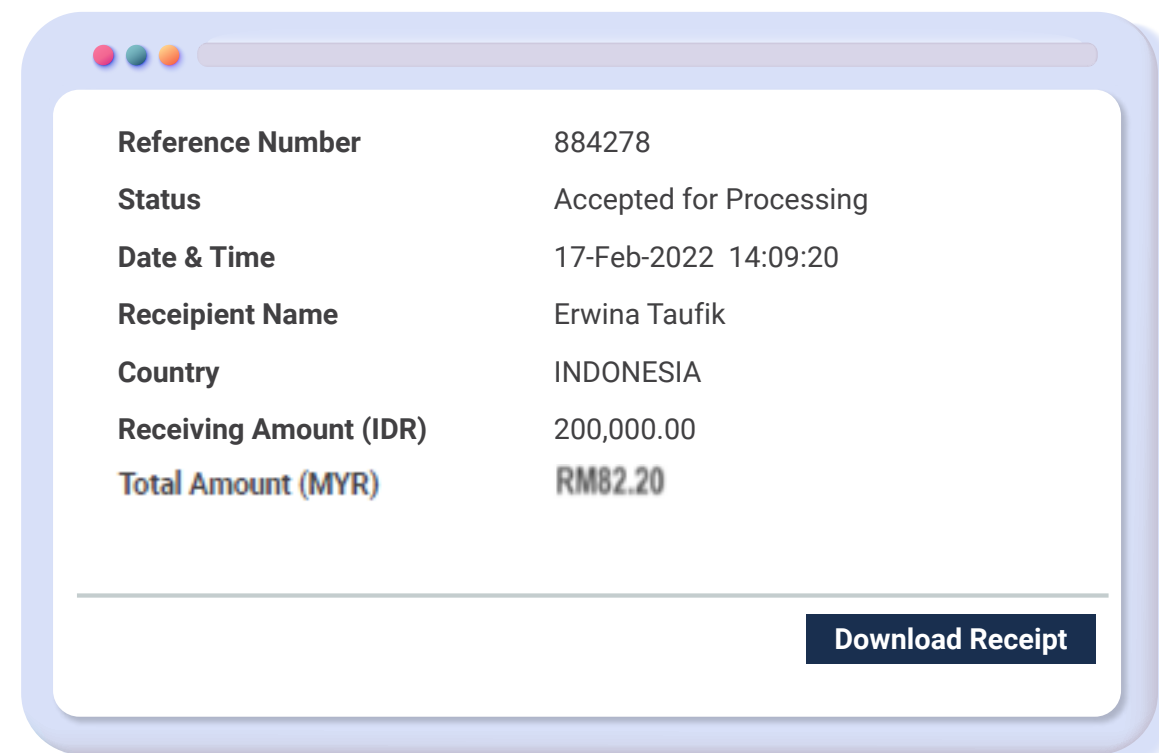 Reference Number 884278
Status Accepted for Processing
Date & Time 17-Feb-2022 14:09:20
Receipient Name Erwina Taufik
Country INDONESIA
Receiving Amount (IDR) 200,000.00
Total Amount (MYR) RM82.20
Download Receipt